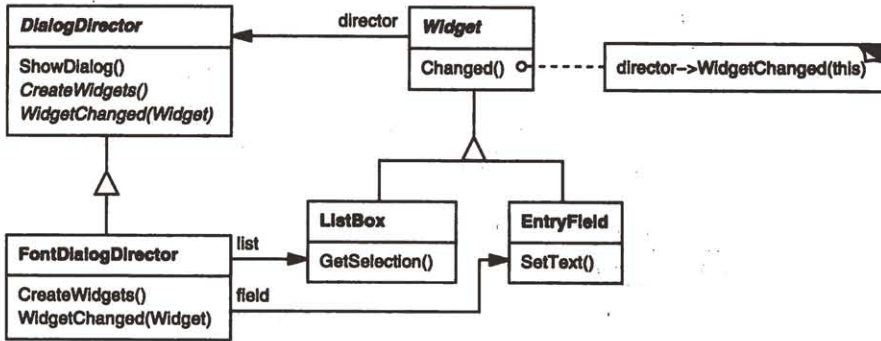 DialogDirector
ShowDialog()
CreateWidgets()
WidgetChanged(Widget)
director
Widget
Changed()
director->WidgetChanged(this)
ListBox
GetSelection()
EntryField
SetText()
FontDialogDirector
CreateWidgets()
WidgetChanged(Widget)
list
field